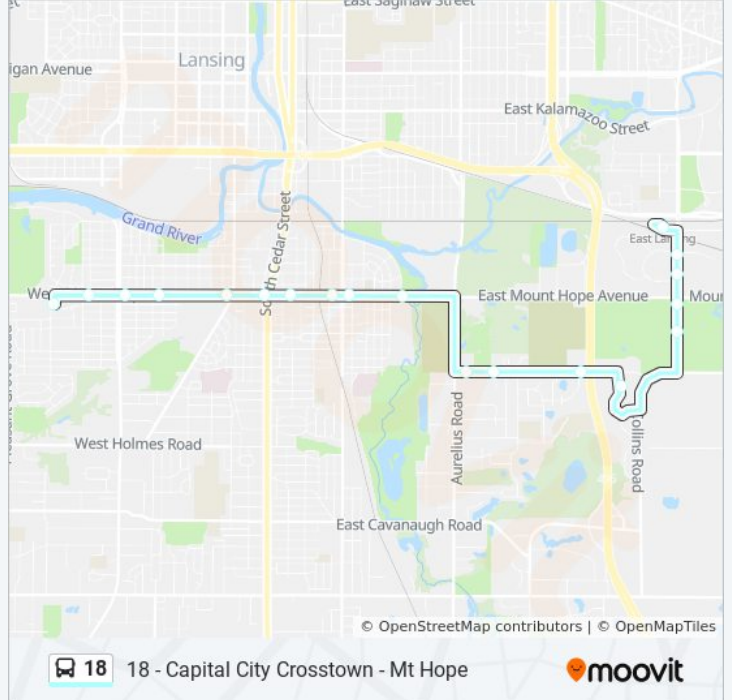 East Saginaw Street
Lansing
igan Avenue
East Kalamazoo Street
Grand River
South Cedar Street
East Lansing
We
East Mount Hope Avenue
Mour
West Holmes Road
Aurelius Road
ollins Road
East Cavanaugh Road
© OpenStreetMap contributors | © OpenMapTiles
18 18 - Capital City Crosstown - Mt Hope moovit